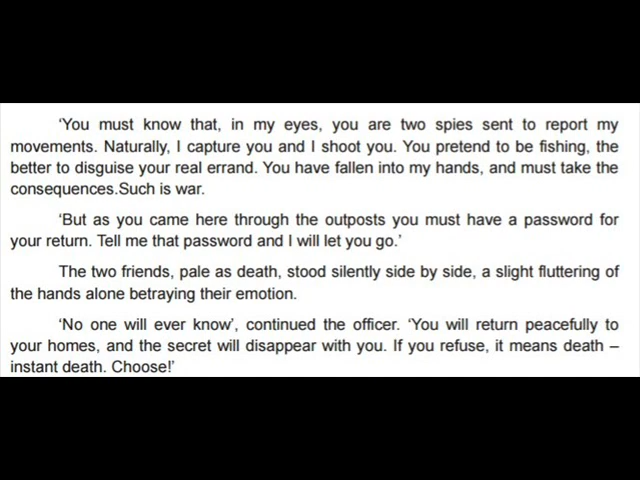 ‘You must know that, in my eyes, you are two spies sent to report my
movements. Naturally, I capture you and I shoot you. You pretend to be fishing, the
better to disguise your real errand. You have fallen into my hands, and must take the
consequences.Such is war.
‘But as you came here through the outposts you must have a password for
your return. Tell me that password and I will let you go.’
The two friends, pale as death, stood silently side by side, a slight fluttering of
the hands alone betraying their emotion.
‘No one will ever know’, continued the officer. ‘You will return peacefully to
your homes, and the secret will disappear with you. If you refuse, it means death –
instant death. Choose!’